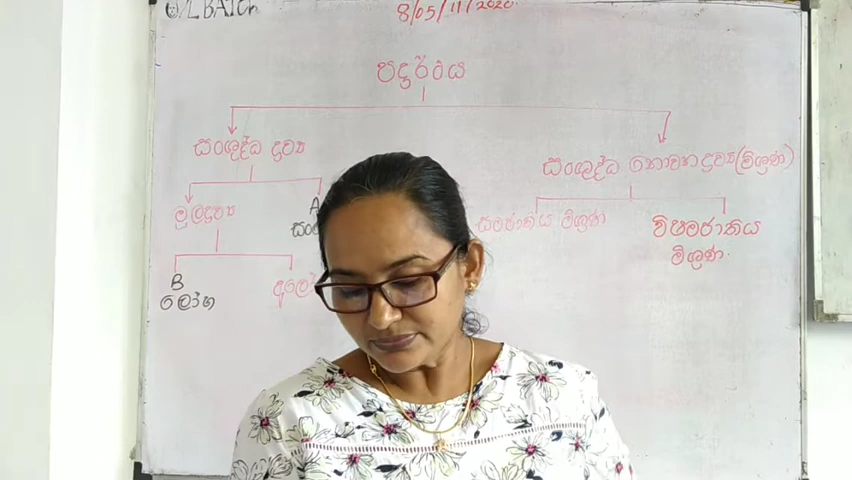 O/L BATCH
8/05/11/2020
පදාර්ථය
සංශුද්ධ ද්‍රව්‍ය
සංශුද්ධ නොවන ද්‍රව්‍ය(මිශ්‍රණ)
මූලද්‍රව්‍ය
A
සමජාතීය මිශ්‍රණ
විෂමජාතීය
මිශ්‍රණ.
B
ලෝහ